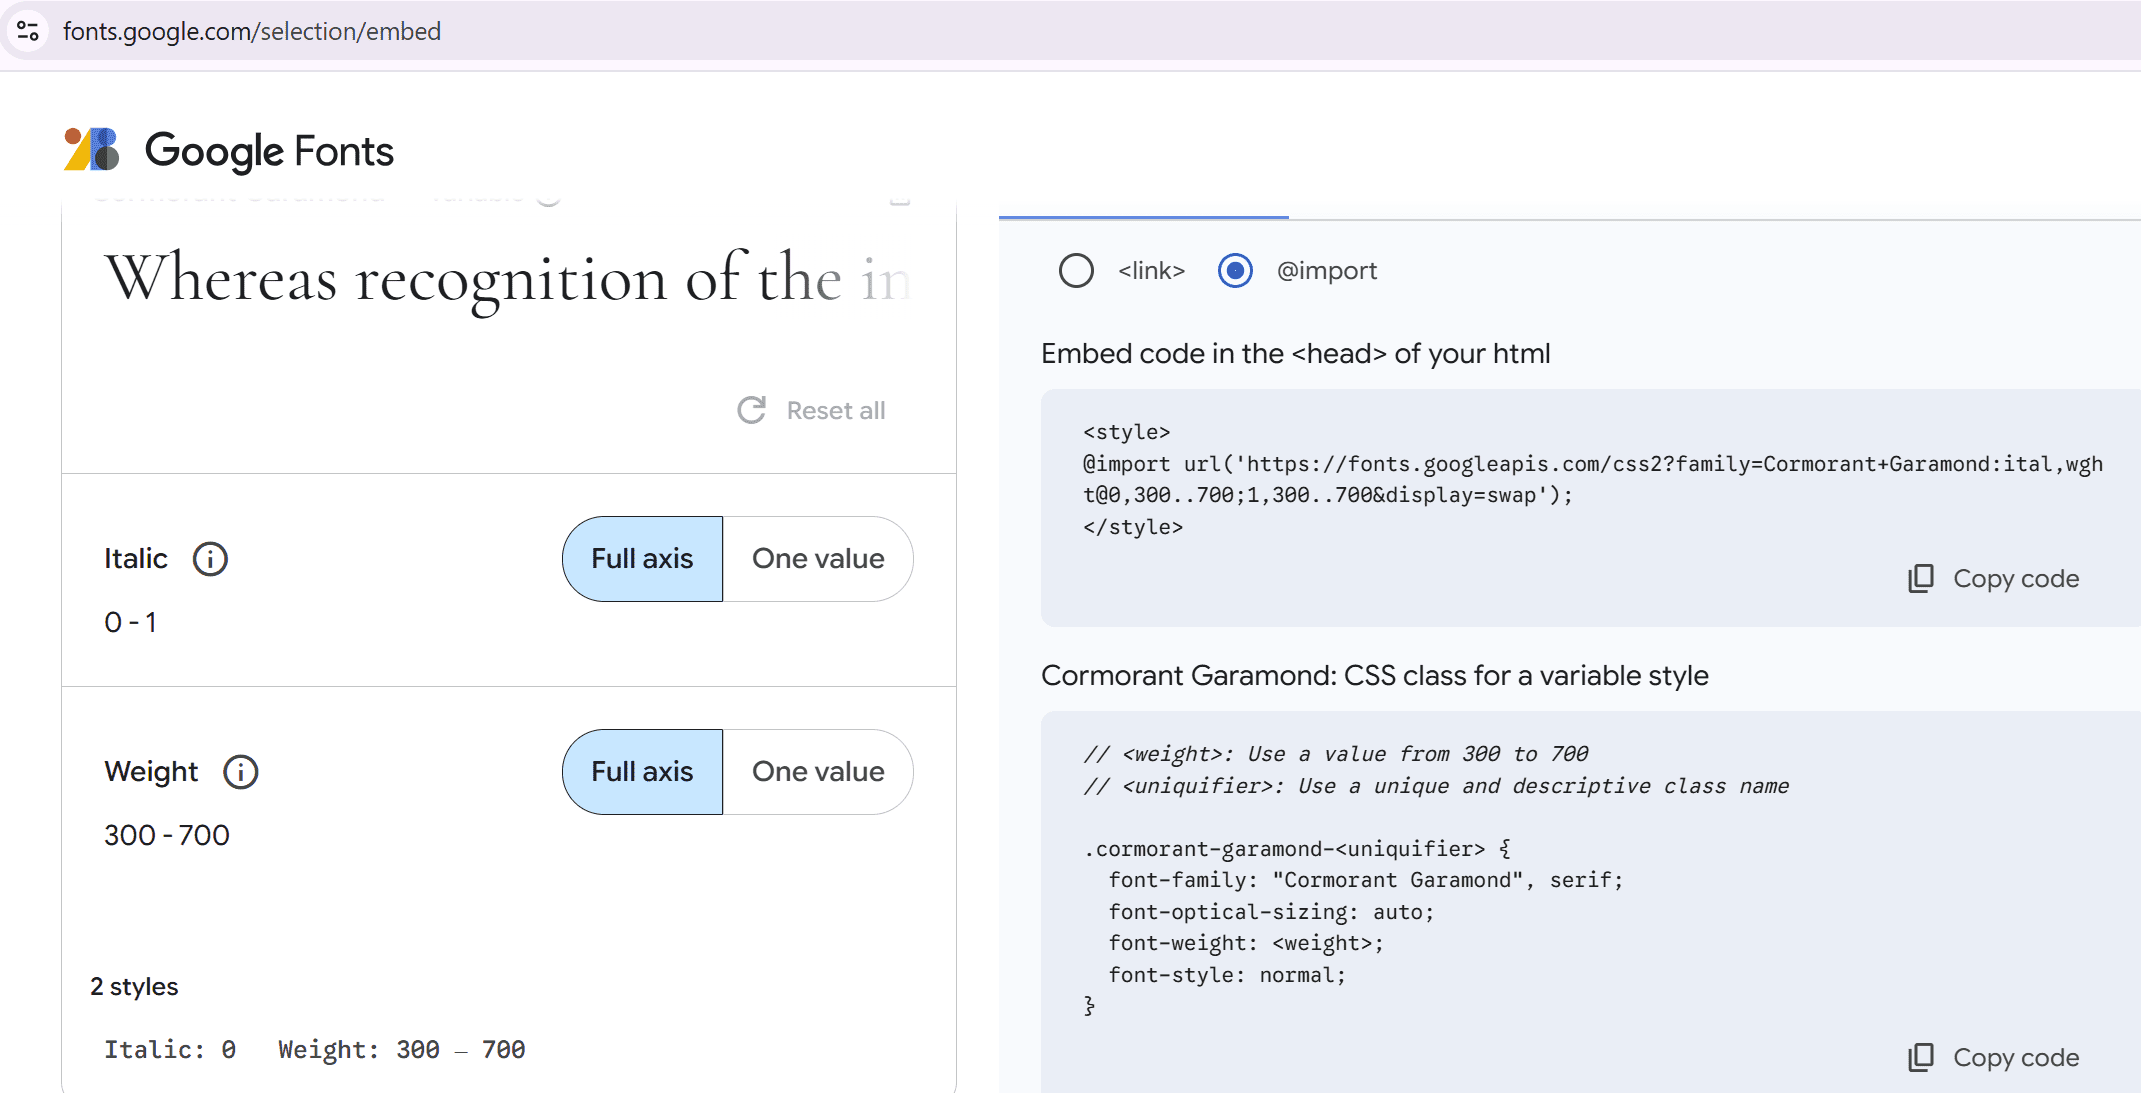 fonts.google.com/selection/embed
Google Fonts
Whereas recognition of the in
Reset all
Italic
Full axis
One value
0 - 1
Weight
Full axis
One value
300 - 700
2 styles
Italic: 0 Weight: 300 – 700
<link>
@import
Embed code in the <head> of your html
<style>
@import url('https://fonts.googleapis.com/css2?family=Cormorant+Garamond:ital,wgh
t@0,300..700;1,300..700&display=swap');
</style>
Copy code
Cormorant Garamond: CSS class for a variable style
// <weight>: Use a value from 300 to 700
// <uniquifier>: Use a unique and descriptive class name
.cormorant-garamond-<uniquifier> {
font-family: "Cormorant Garamond", serif;
font-optical-sizing: auto;
font-weight: <weight>;
font-style: normal;
}
Copy code